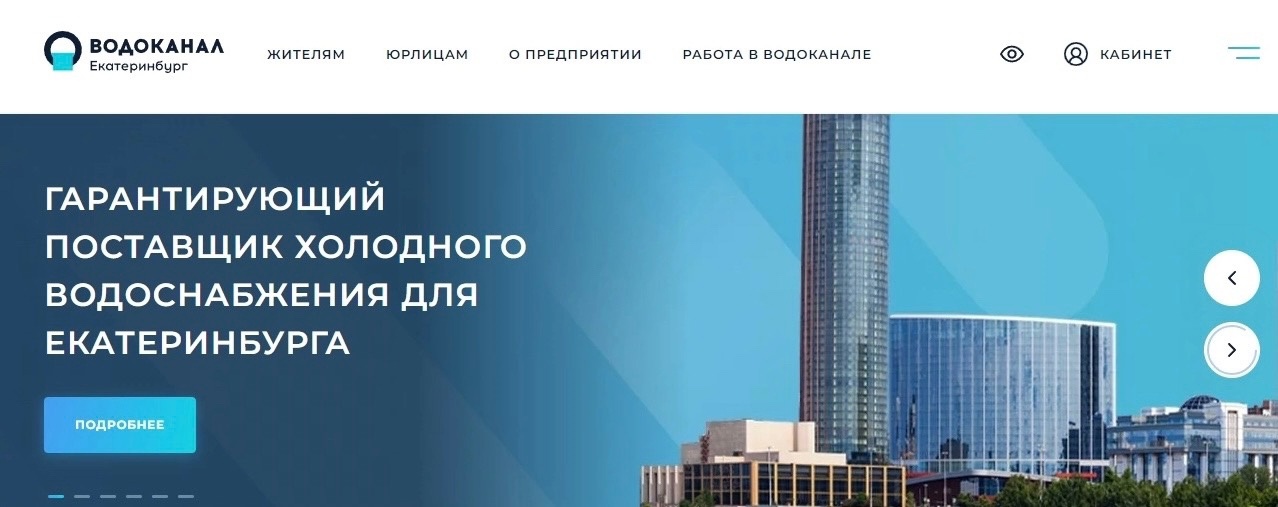 ВОДОКАНАЛ
Екатеринбург
ЖИТЕЛЯМ
ЮРЛИЦАМ
О ПРЕДПРИЯТИИ
РАБОТА В ВОДОКАНАЛЕ
КАБИНЕТ
ГАРАНТИРУЮЩИЙ
ПОСТАВЩИК ХОЛОДНОГО
ВОДОСНАБЖЕНИЯ ДЛЯ
ЕКАТЕРИНБУРГА
ПОДРОБНЕЕ